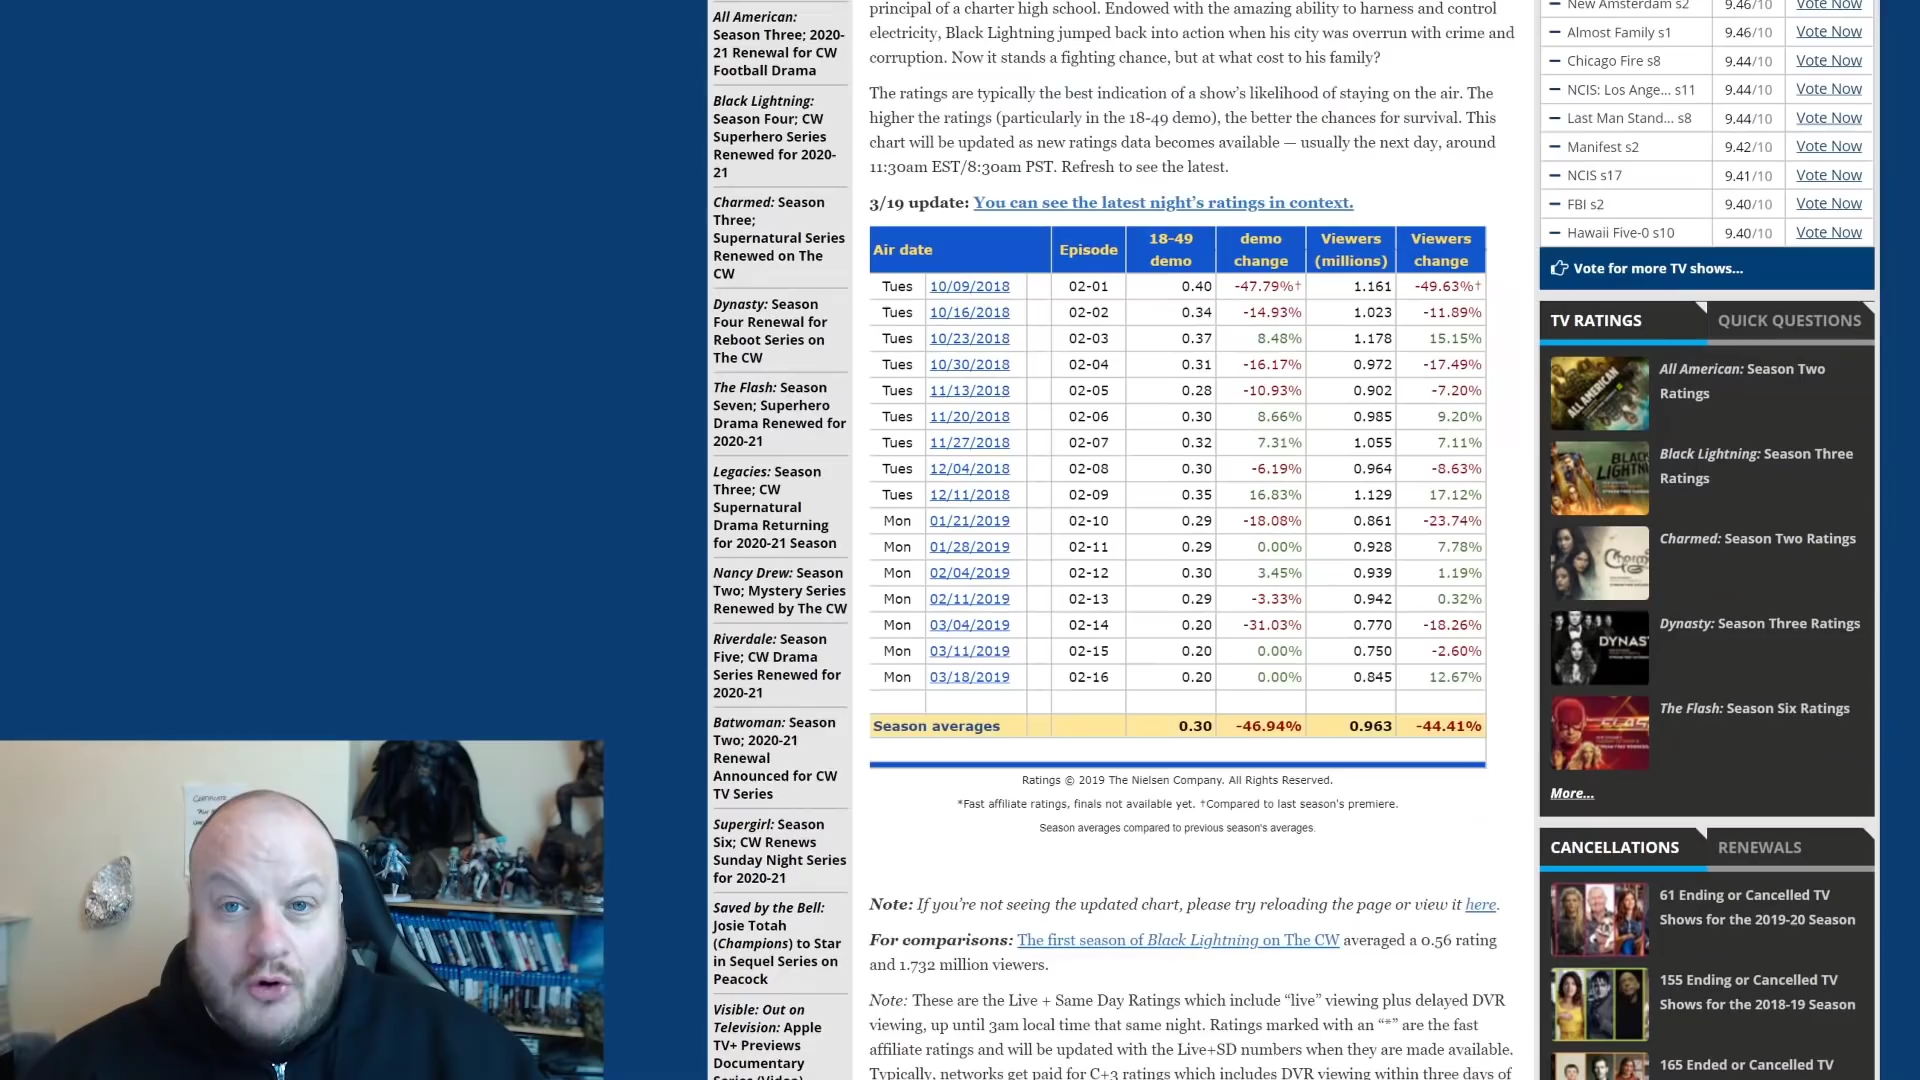 All American:
Season Three; 2020-
21 Renewal for CW
Football Drama
Black Lightning:
Season Four; CW
Superhero Series
Renewed for 2020-
21
Charmed: Season
Three;
Supernatural Series
Renewed on The
CW
Dynasty: Season
Four Renewal for
Reboot Series on
The CW
The Flash: Season
Seven; Superhero
Drama Renewed for
2020-21
Legacies: Season
Three; CW
Supernatural
Drama Returning
for 2020-21 Season
Nancy Drew: Season
Two; Mystery Series
Renewed by The CW
Riverdale: Season
Five; CW Drama
Series Renewed for
2020-21
Batwoman: Season
Two; 2020-21
Renewal
Announced for CW
TV Series
Supergirl: Season
Six; CW Renews
Sunday Night Series
for 2020-21
Saved by the Bell:
Josie Totah
(Champions) to Star
in Sequel Series on
Peacock
Visible: Out on
Television: Apple
TV+ Previews
Documentary
Series (Video)
principal of a charter high school. Endowed with the amazing ability to harness and control
electricity, Black Lightning jumped back into action when his city was overrun with crime and
corruption. Now it stands a fighting chance, but at what cost to his family?
The ratings are typically the best indication of a show's likelihood of staying on the air. The
higher the ratings (particularly in the 18-49 demo), the better the chances for survival. This
chart will be updated as new ratings data becomes available — usually the next day, around
11:30am EST/8:30am PST. Refresh to see the latest.
3/19 update: You can see the latest night's ratings in context.
Air date Episode 18-49 demo demo change Viewers (millions) Viewers change
Tues 10/09/2018 02-01 0.40 -47.79%† 1.161 -49.63%†
Tues 10/16/2018 02-02 0.34 -14.93% 1.023 -11.89%
Tues 10/23/2018 02-03 0.37 8.48% 1.178 15.15%
Tues 10/30/2018 02-04 0.31 -16.17% 0.972 -17.49%
Tues 11/13/2018 02-05 0.28 -10.93% 0.902 -7.20%
Tues 11/20/2018 02-06 0.30 8.66% 0.985 9.20%
Tues 11/27/2018 02-07 0.32 7.31% 1.055 7.11%
Tues 12/04/2018 02-08 0.30 -6.19% 0.964 -8.63%
Tues 12/11/2018 02-09 0.35 16.83% 1.129 17.12%
Mon 01/21/2019 02-10 0.29 -18.08% 0.861 -23.74%
Mon 01/28/2019 02-11 0.29 0.00% 0.928 7.78%
Mon 02/04/2019 02-12 0.30 3.45% 0.939 1.19%
Mon 02/11/2019 02-13 0.29 -3.33% 0.942 0.32%
Mon 03/04/2019 02-14 0.20 -31.03% 0.770 -18.26%
Mon 03/11/2019 02-15 0.20 0.00% 0.750 -2.60%
Mon 03/18/2019 02-16 0.20 0.00% 0.845 12.67%
Season averages 0.30 -46.94% 0.963 -44.41%
Ratings © 2019 The Nielsen Company. All Rights Reserved.
*Fast affiliate ratings, finals not available yet. †Compared to last season's premiere.
Season averages compared to previous season's averages.
Note: If you're not seeing the updated chart, please try reloading the page or view it here.
For comparisons: The first season of Black Lightning on The CW averaged a 0.56 rating
and 1.732 million viewers.
Note: These are the Live + Same Day Ratings which include “live” viewing plus delayed DVR
viewing, up until 3am local time that same night. Ratings marked with an “*” are the fast
affiliate ratings and will be updated with the Live+SD numbers when they are made available.
Typically, networks get paid for C+3 ratings which includes DVR viewing within three days of
New Amsterdam s2 9.46/10 Vote Now
Almost Family s1 9.46/10 Vote Now
Chicago Fire s8 9.44/10 Vote Now
NCIS: Los Ange... s11 9.44/10 Vote Now
Last Man Stand... s8 9.44/10 Vote Now
Manifest s2 9.42/10 Vote Now
NCIS s17 9.41/10 Vote Now
FBI s2 9.40/10 Vote Now
Hawaii Five-0 s10 9.40/10 Vote Now
Vote for more TV shows...
TV RATINGS QUICK QUESTIONS
ALL AMERICAN
All American: Season Two
Ratings
BLACK LIGHTNING
Black Lightning: Season Three
Ratings
Charmed: Season Two Ratings
DYNAST
Dynasty: Season Three Ratings
The Flash: Season Six Ratings
More...
CANCELLATIONS RENEWALS
61 Ending or Cancelled TV
Shows for the 2019-20 Season
155 Ending or Cancelled TV
Shows for the 2018-19 Season
165 Ended or Cancelled TV